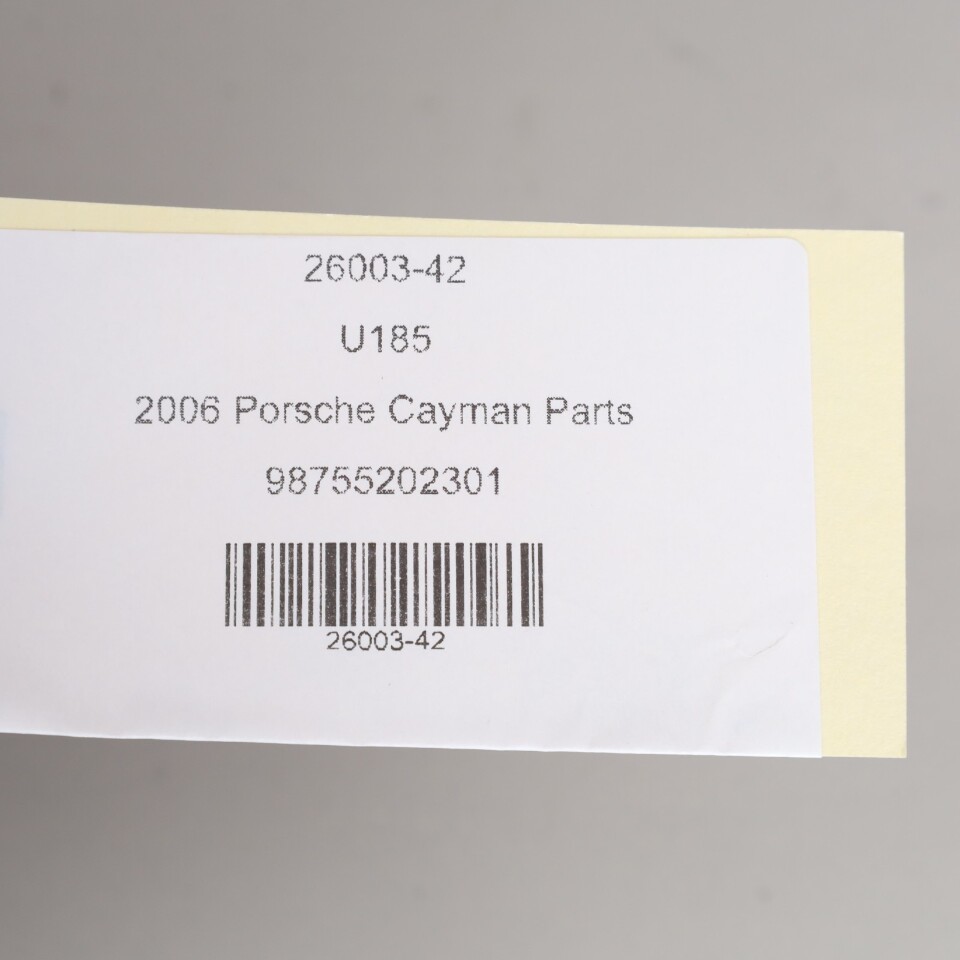 26003-42
U185
2006 Porsche Cayman Parts
98755202301
26003-42